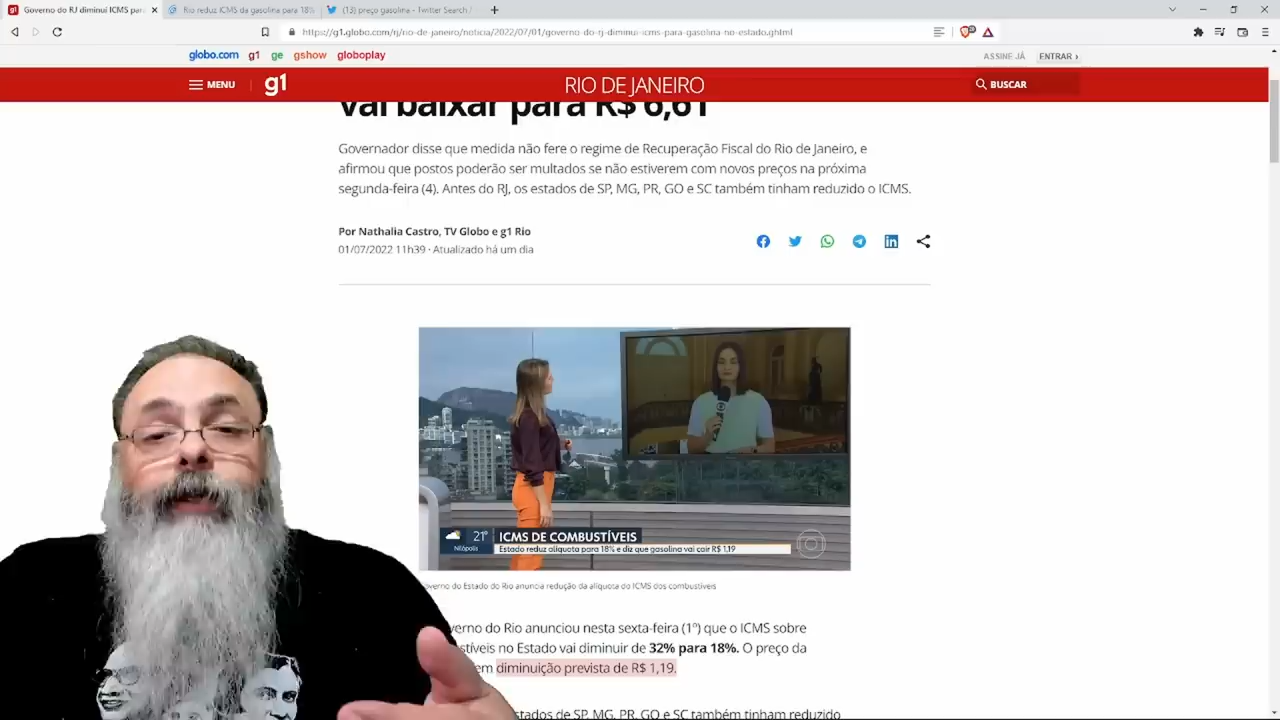 Governo do RJ diminui ICMS par
Rio reduz ICMS da gasolina para 18%
(13) preço gasolina - Twitter Search /
https://g1.globo.com/rj/rio-de-janeiro/noticia/2022/07/01/governo-do-rj-diminui-icms-para-gasolina-no-estado.ghtml
globo.com g1 ge gshow globoplay
ASSINE JÁ ENTRAR ›
MENU g1 RIO DE JANEIRO BUSCAR
vai baixar para R$ 6,61
Governador disse que medida não fere o regime de Recuperação Fiscal do Rio de Janeiro, e
afirmou que postos poderão ser multados se não estiverem com novos preços na próxima
segunda-feira (4). Antes do RJ, os estados de SP, MG, PR, GO e SC também tinham reduzido o ICMS.
Por Nathalia Castro, TV Globo e g1 Rio
01/07/2022 11h39 · Atualizado há um dia
21° ICMS DE COMBUSTÍVEIS
Nilópolis Estado reduz alíquota para 18% e diz que gasolina vai cair R$ 1,19
overno do Estado do Rio anuncia redução da alíquota do ICMS dos combustíveis
verno do Rio anunciou nesta sexta-feira (1º) que o ICMS sobre
stíveis no Estado vai diminuir de 32% para 18%. O preço da
em diminuição prevista de R$ 1,19.
stados de SP, MG, PR, GO e SC também tinham reduzido